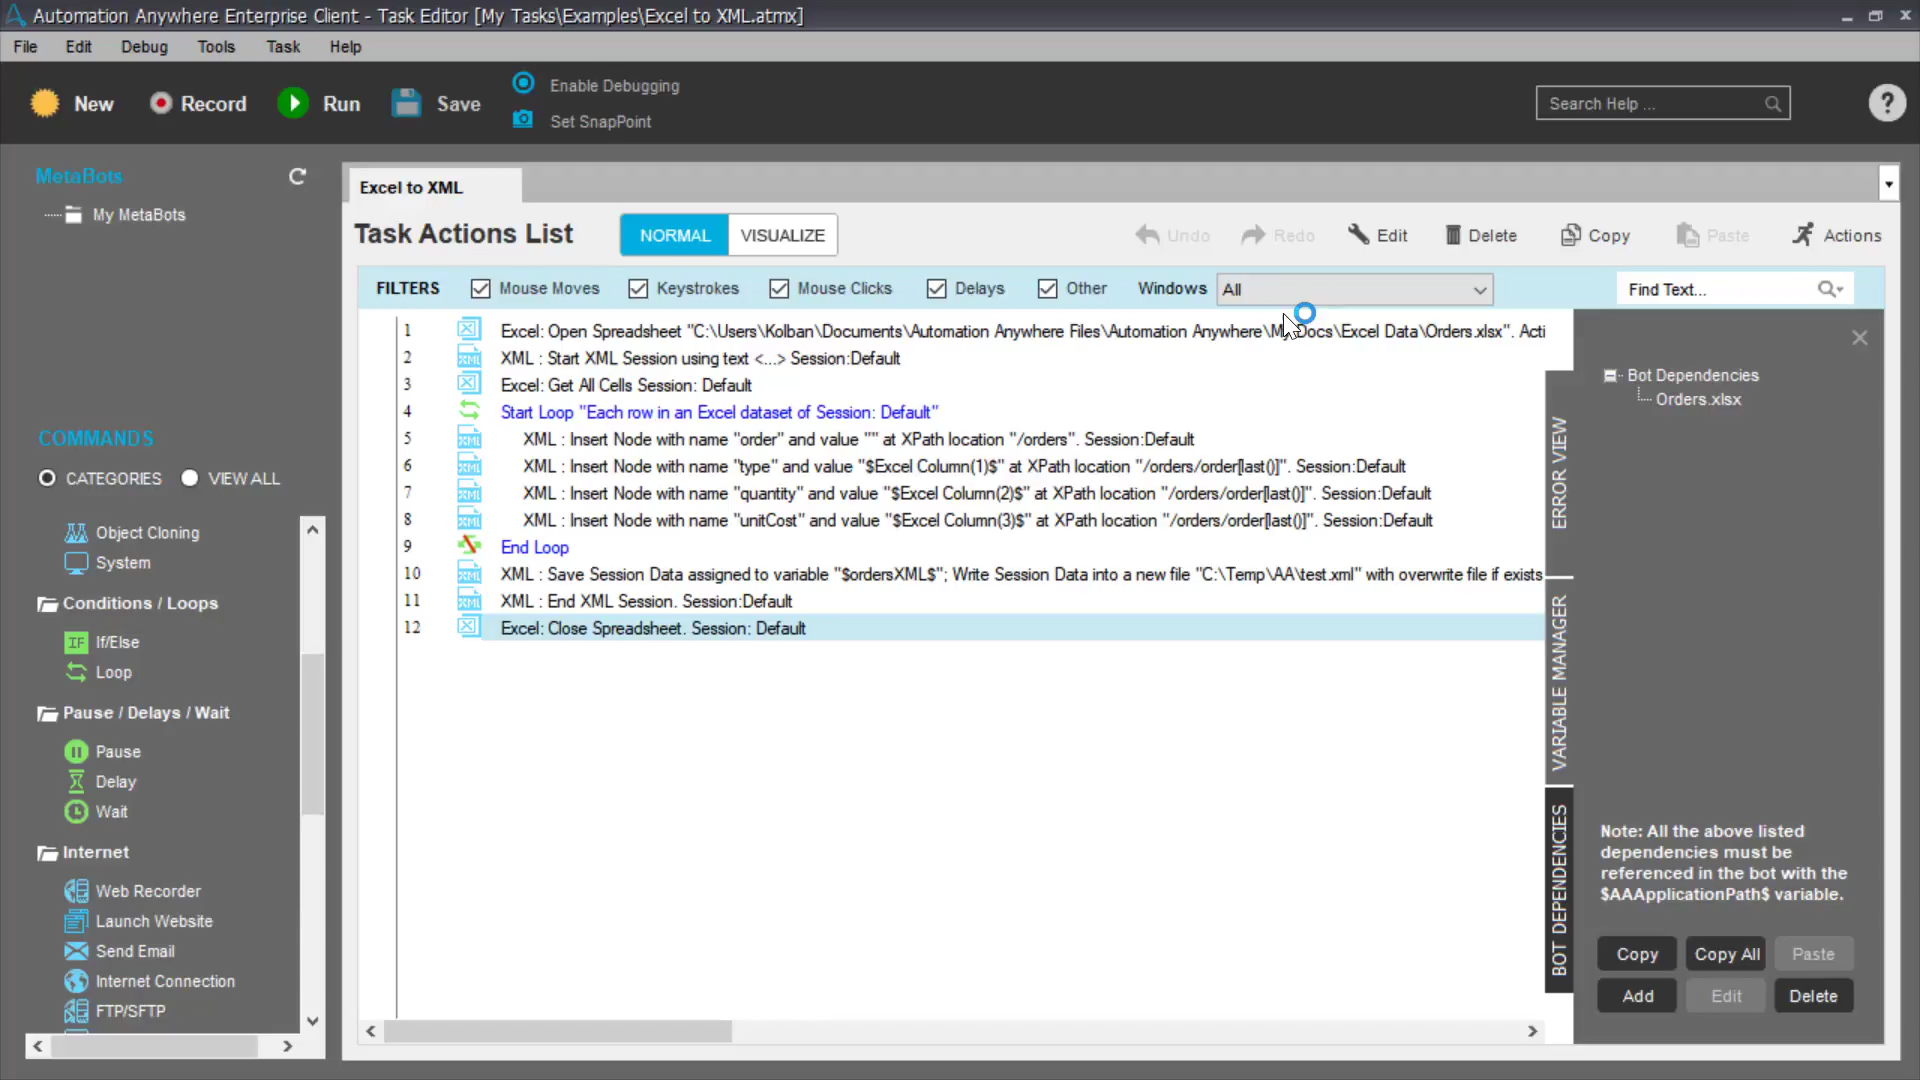 Automation Anywhere Enterprise Client - Task Editor [My Tasks\Examples\Excel to XML.atmx]
File Edit Debug Tools Task Help
New Record Run Save
Enable Debugging
Set SnapPoint
Search Help ...
?
MetaBots
My MetaBots
COMMANDS
CATEGORIES VIEW ALL
Object Cloning
System
Conditions / Loops
IF If/Else
Loop
Pause / Delays / Wait
Pause
Delay
Wait
Internet
Web Recorder
Launch Website
Send Email
Internet Connection
FTP/SFTP
Excel to XML
Task Actions List NORMAL VISUALIZE Undo Redo Edit Delete Copy Paste Actions
FILTERS Mouse Moves Keystrokes Mouse Clicks Delays Other Windows All Find Text...
1 Excel: Open Spreadsheet "C:\Users\Kolban\Documents\Automation Anywhere Files\Automation Anywhere\My Docs\Excel Data\Orders.xlsx". Acti
2 XML : Start XML Session using text <...> Session:Default
3 Excel: Get All Cells Session: Default
4 Start Loop "Each row in an Excel dataset of Session: Default"
5 XML : Insert Node with name "order" and value "" at XPath location "/orders". Session:Default
6 XML : Insert Node with name "type" and value "$Excel Column(1)$" at XPath location "/orders/order[last()]". Session:Default
7 XML : Insert Node with name "quantity" and value "$Excel Column(2)$" at XPath location "/orders/order[last()]". Session:Default
8 XML : Insert Node with name "unitCost" and value "$Excel Column(3)$" at XPath location "/orders/order[last()]". Session:Default
9 End Loop
10 XML : Save Session Data assigned to variable "$ordersXML$"; Write Session Data into a new file "C:\Temp\AA\test.xml" with overwrite file if exists
11 XML : End XML Session. Session:Default
12 Excel: Close Spreadsheet. Session: Default
ERROR VIEW
VARIABLE MANAGER
BOT DEPENDENCIES
Bot Dependencies
Orders.xlsx
Note: All the above listed
dependencies must be
referenced in the bot with the
$AAApplicationPath$ variable.
Copy Copy All Paste
Add Edit Delete